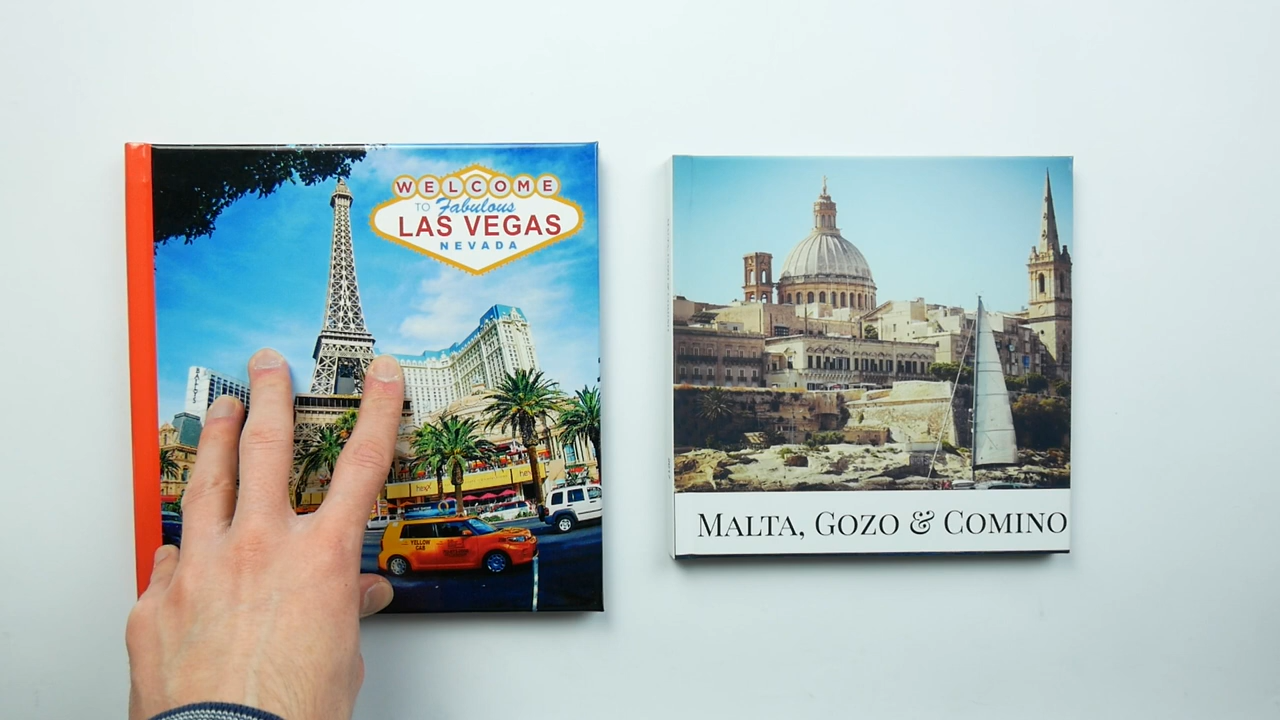 WELCOME
TO Fabulous
LAS VEGAS
NEVADA
YELLOW
CAB
MALTA, GOZO & COMINO